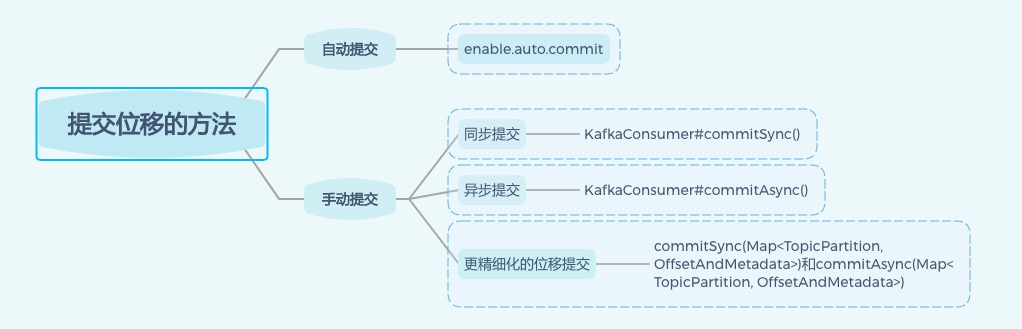 提交位移的方法
自动提交
enable.auto.commit
手动提交
同步提交
KafkaConsumer#commitSync()
异步提交
KafkaConsumer#commitAsync()
更精细化的位移提交
commitSync(Map<TopicPartition,
OffsetAndMetadata>)和commitAsync(Map<
TopicPartition, OffsetAndMetadata>)